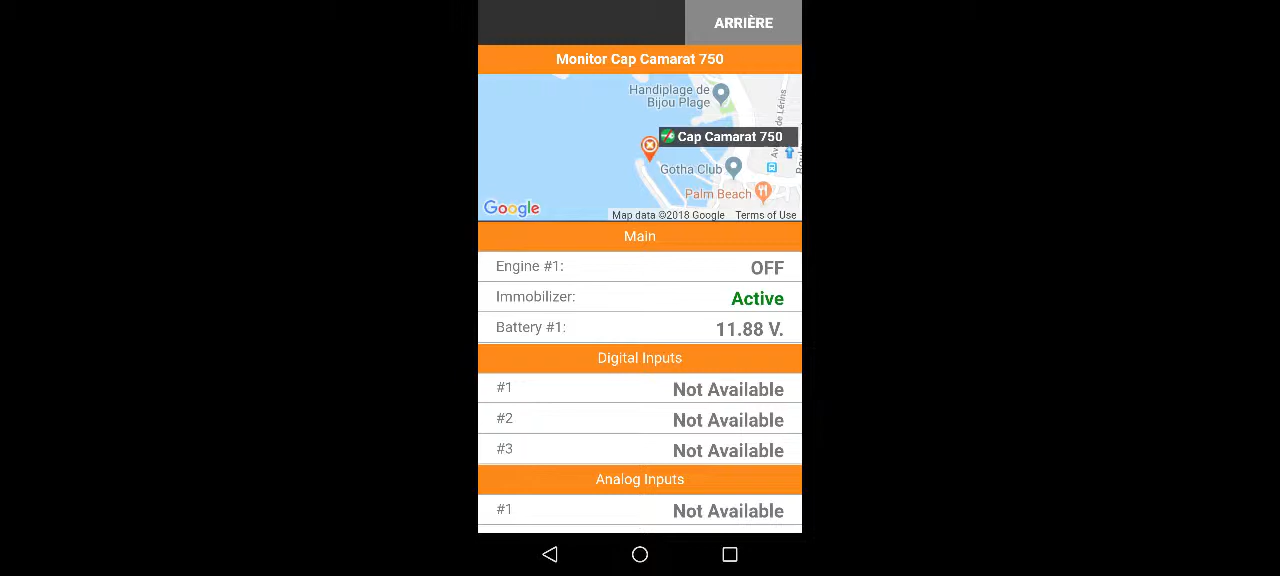 ARRIÈRE
Monitor Cap Camarat 750
Handiplage de
Bijou Plage
Cap Camarat 750
Gotha Club
Palm Beach
Google
Map data ©2018 Google Terms of Use
Main
Engine #1: OFF
Immobilizer: Active
Battery #1: 11.88 V.
Digital Inputs
#1 Not Available
#2 Not Available
#3 Not Available
Analog Inputs
#1 Not Available